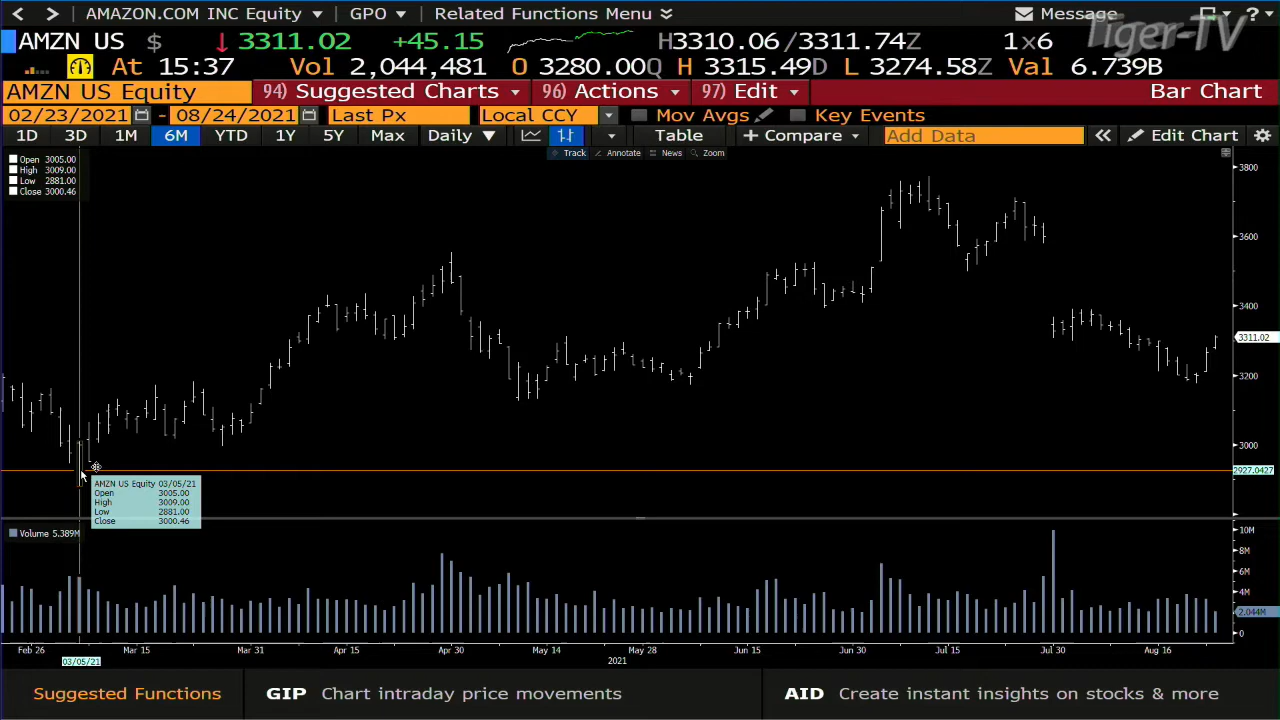 AMAZON.COM INC Equity GPO Related Functions Menu Message ?
Tiger-TV
AMZN US $ ↓ 3311.02 +45.15 H3310.06/3311.74Z 1×6
At 15:37 Vol 2,044,481 O 3280.00Q H 3315.49D L 3274.58Z Val 6.739B
AMZN US Equity 94) Suggested Charts 96) Actions 97) Edit Bar Chart
02/23/2021 - 08/24/2021 Last Px Local CCY Mov Avgs Key Events
1D 3D 1M 6M YTD 1Y 5Y Max Daily ▼ Table + Compare Add Data « Edit Chart
Track Annotate News Zoom
Open 3005.00
High 3009.00
Low 2881.00
Close 3000.46
3800
3600
3400
3311.02
3200
3000
2927.0427
AMZN US Equity 03/05/21
Open 3005.00
High 3009.00
Low 2881.00
Close 3000.46
Volume 5.389M
10M
8M
6M
4M
2.044M
0
Feb 26 Mar 15 Mar 31 Apr 15 Apr 30 May 14 May 28 Jun 15 Jun 30 Jul 15 Jul 30 Aug 16
03/05/21 2021
Suggested Functions GIP Chart intraday price movements AID Create instant insights on stocks & more